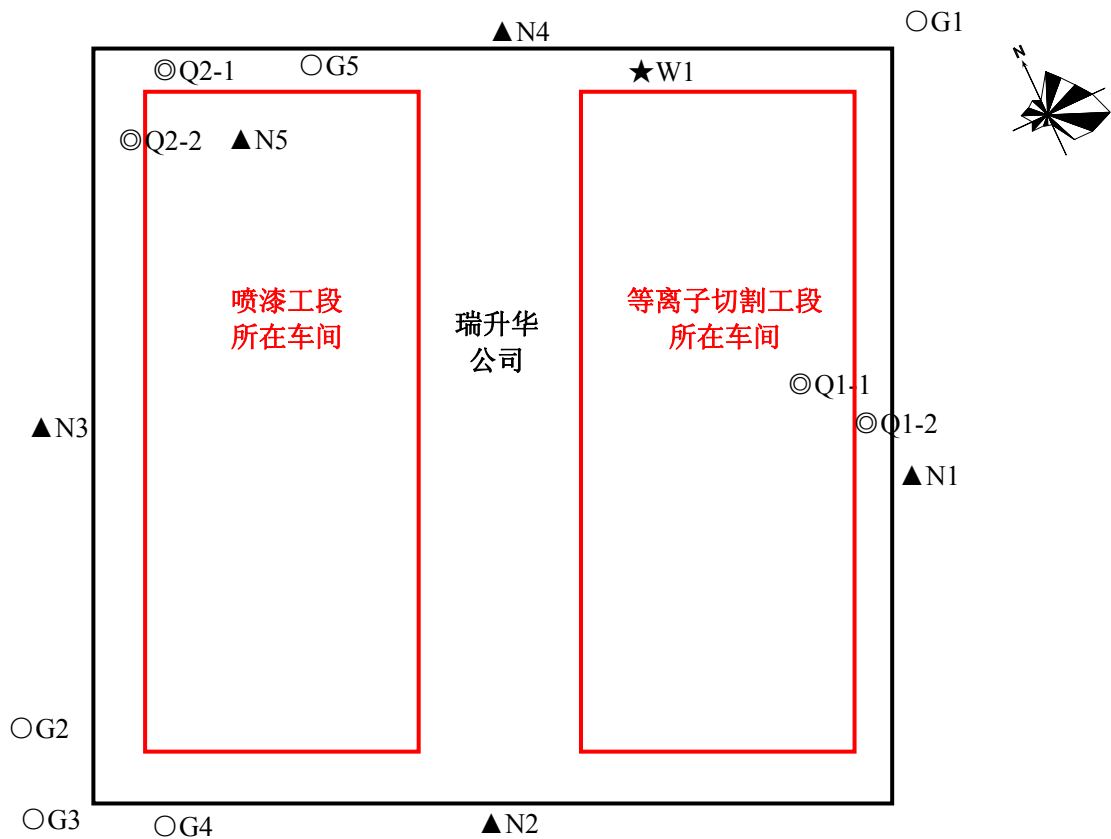 ▲N4
○G1
N
◎Q2-1
○G5
★W1
◎Q2-2
▲N5
喷漆工段
所在车间
瑞升华
公司
等离子切割工段
所在车间
◎Q1-1
◎Q1-2
▲N3
▲N1
○G2
○G3
○G4
▲N2